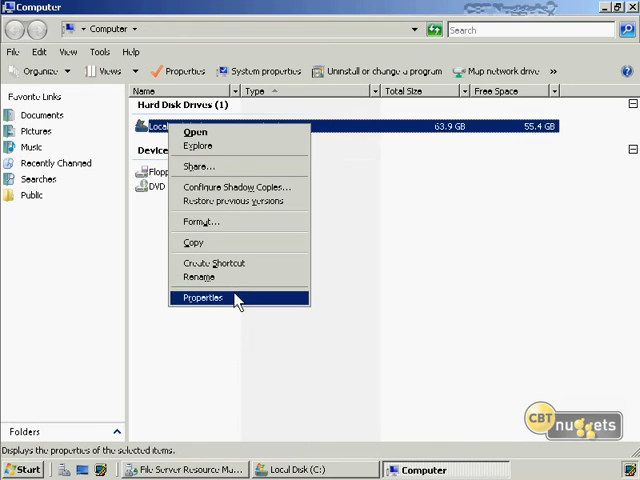 Computer
Computer
Search
File Edit View Tools Help
Organize Views Properties System properties Uninstall or change a program Map network drive »
Favorite Links
Documents
Pictures
Music
Recently Changed
Searches
Public
Folders
Name Type Total Size Free Space
Hard Disk Drives (1)
Local 63.9 GB 55.4 GB
Device
Flopp
DVD
Open
Explore
Share...
Configure Shadow Copies...
Restore previous versions
Format...
Copy
Create Shortcut
Rename
Properties
CBT nuggets
Displays the properties of the selected items.
Start File Server Resource Ma... Local Disk (C:) Computer